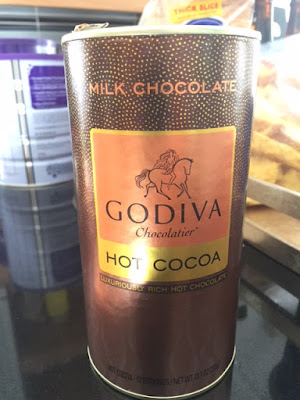 THICK SLICE
MILK CHOCOLATE
GODIVA
Chocolatier®
HOT COCOA
LUXURIOUSLY RICH HOT CHOCOLATE